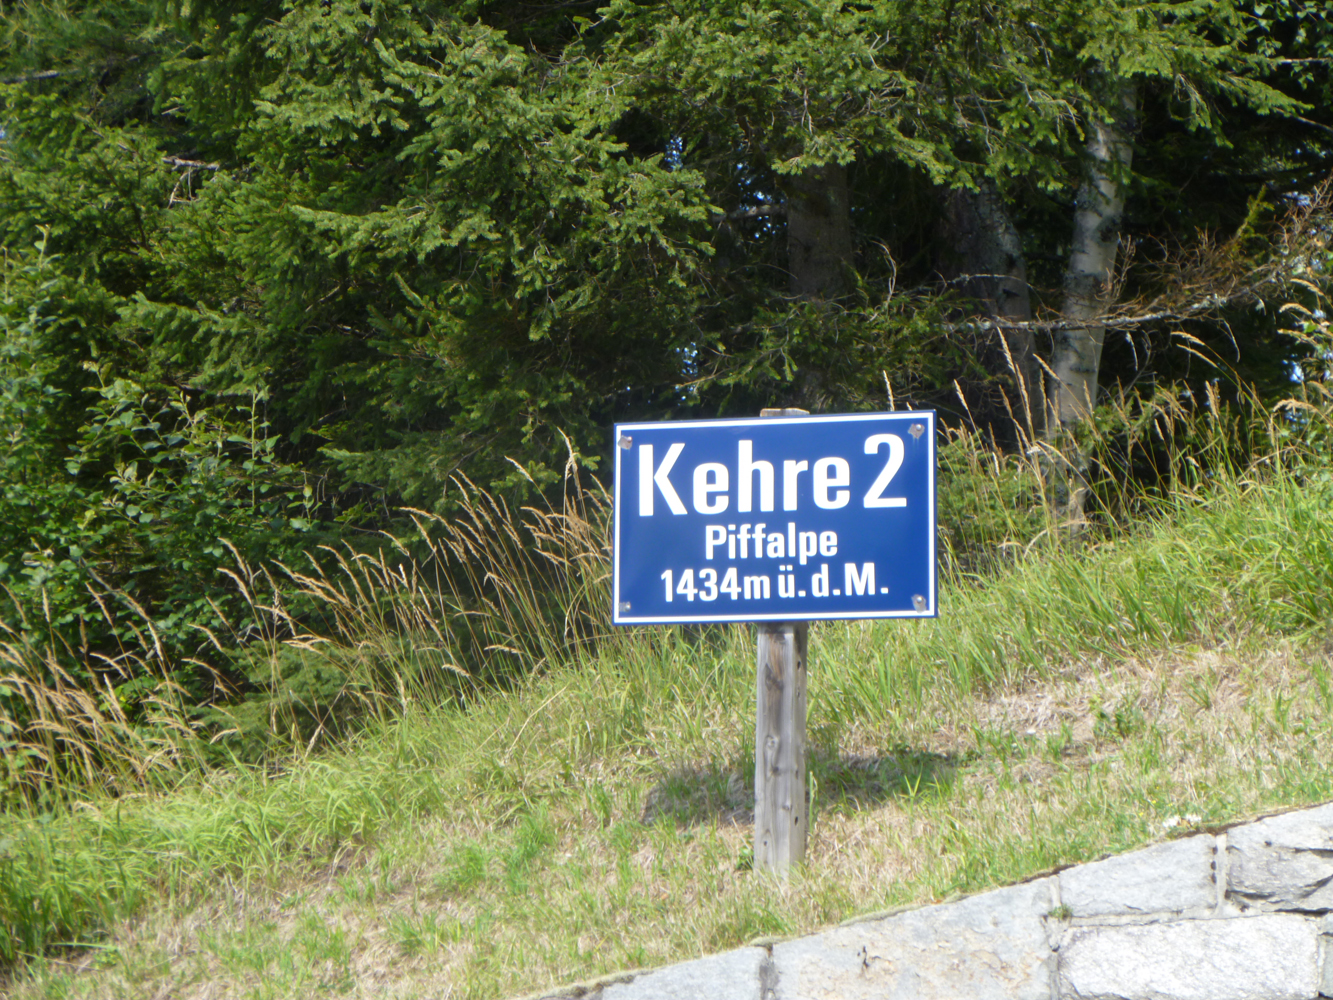 Kehre 2
Piffalpe
1434m ü.d.M.